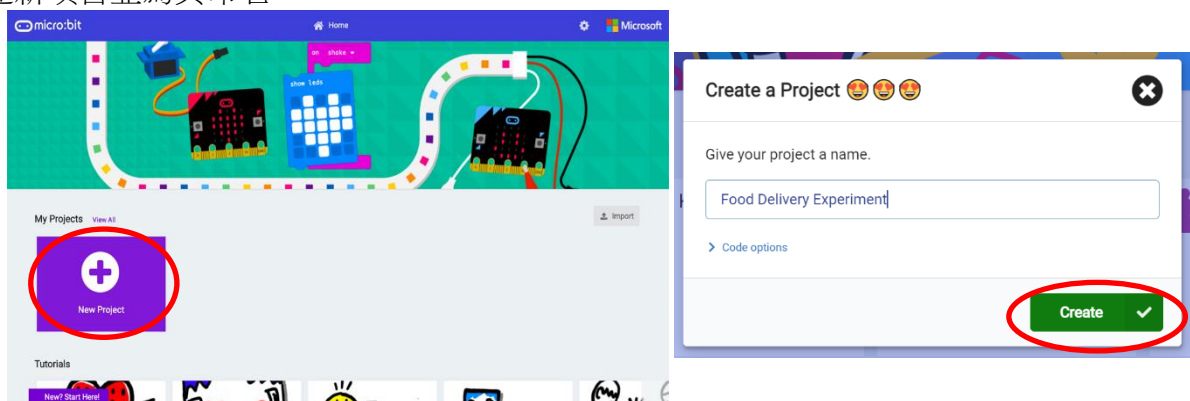 micro:bit
Home
Microsoft
on shake
show leds
My Projects View All
Import
New Project
Tutorials
New? Start Here!
Create a Project 🤩🤩🤩
Give your project a name.
Food Delivery Experiment
Code options
Create